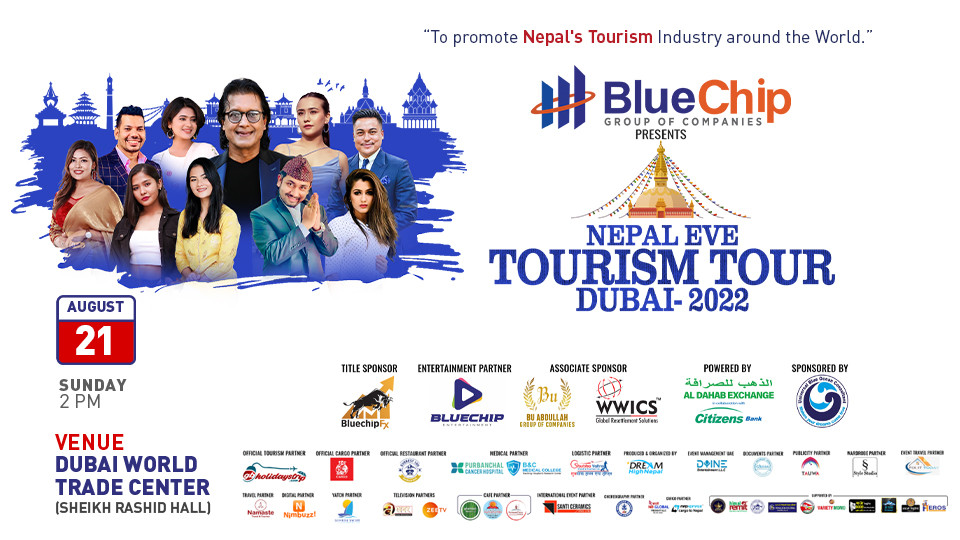 “To promote Nepal's Tourism Industry around the World.”
BlueChip
GROUP OF COMPANIES
PRESENTS
NEPAL EVE
TOURISM TOUR
DUBAI- 2022
AUGUST
21
SUNDAY
2 PM
VENUE
DUBAI WORLD
TRADE CENTER
(SHEIKH RASHID HALL)
TITLE SPONSOR
BluechipFx
ENTERTAINMENT PARTNER
BLUECHIP
ENTERTAINMENT
ASSOCIATE SPONSOR
Bu
BU ABDULLAH
GROUP OF COMPANIES
WWICS
Global Resettlement Solutions
POWERED BY
الذهب للصرافة
AL DAHAB EXCHANGE
Citizens Bank
SPONSORED BY
OFFICIAL TOURISM PARTNER
holidaystrip
OFFICIAL CARGO PARTNER
OFFICIAL RESTAURANT PARTNER
MEDICAL PARTNER
PURBANCHAL
CANCER HOSPITAL
B&C
MEDICAL COLLEGE
LOGISTIC PARTNER
PRODUCED & ORGANIZED BY
DREAM
HighNepal
EVENT MANAGEMENT UAE
DOCUMENTS PARTNER
PUBLICITY PARTNER
WARDROBE PARTNER
Style Studio
EVENT TRAVEL PARTNER
TRAVEL PARTNER
Namaste
DIGITAL PARTNER
Nimbuzz!
YATCH PARTNER
TELEVISION PARTNERS
ZEETV
CAFE PARTNER
INTERNATIONAL EVENT PARTNER
SANTI CERAMICS
CHOREOGRAPHY PARTNER
CARGO PARTNER
SUPPORTED BY